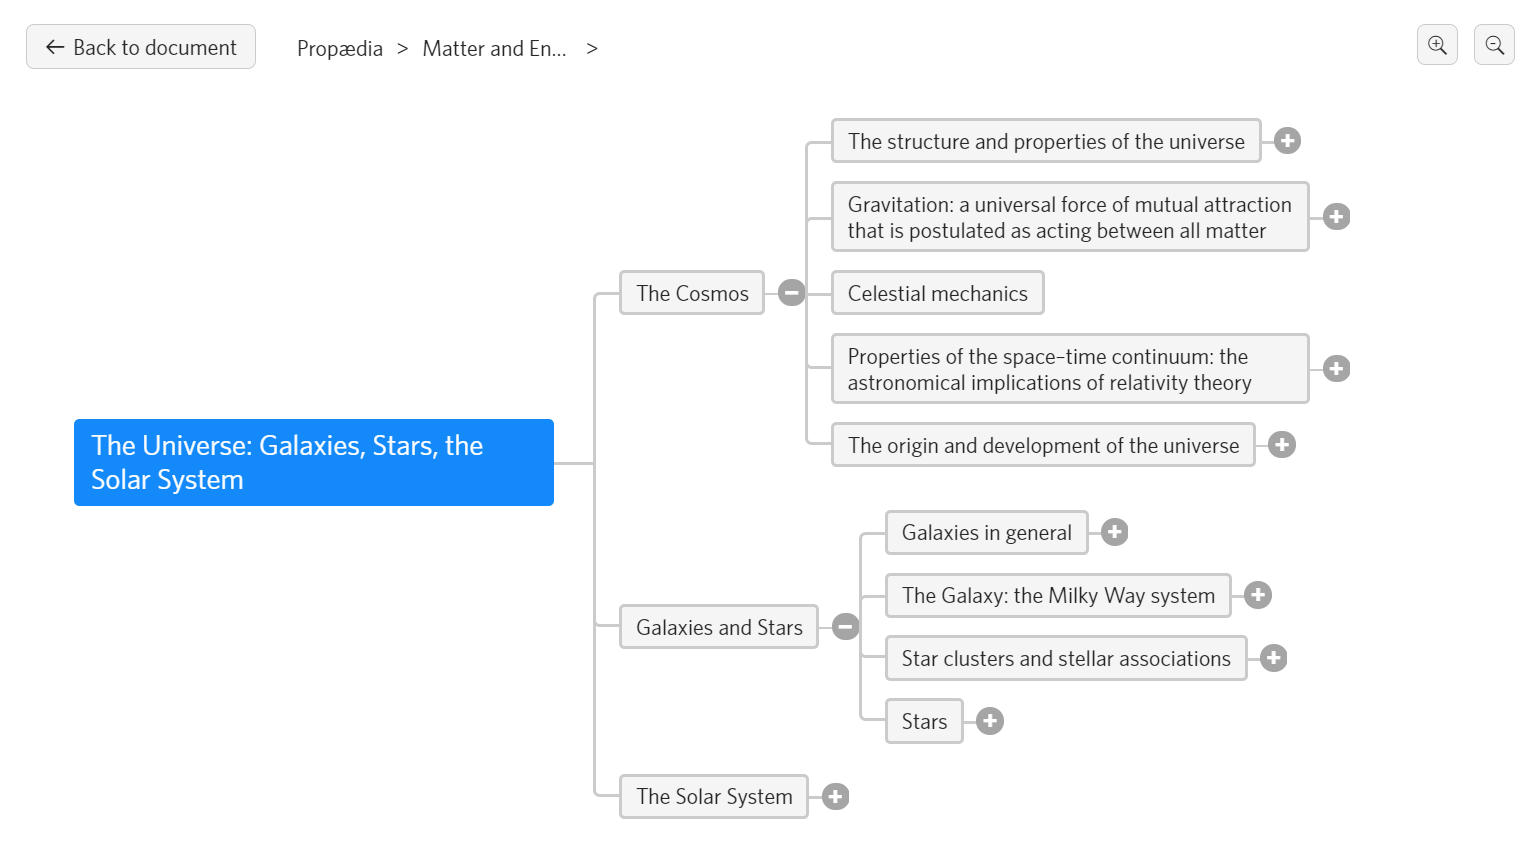 ← Back to document
Propædia > Matter and En... >
The structure and properties of the universe
Gravitation: a universal force of mutual attraction
that is postulated as acting between all matter
The Cosmos
Celestial mechanics
Properties of the space–time continuum: the
astronomical implications of relativity theory
The origin and development of the universe
The Universe: Galaxies, Stars, the
Solar System
Galaxies in general
The Galaxy: the Milky Way system
Galaxies and Stars
Star clusters and stellar associations
Stars
The Solar System